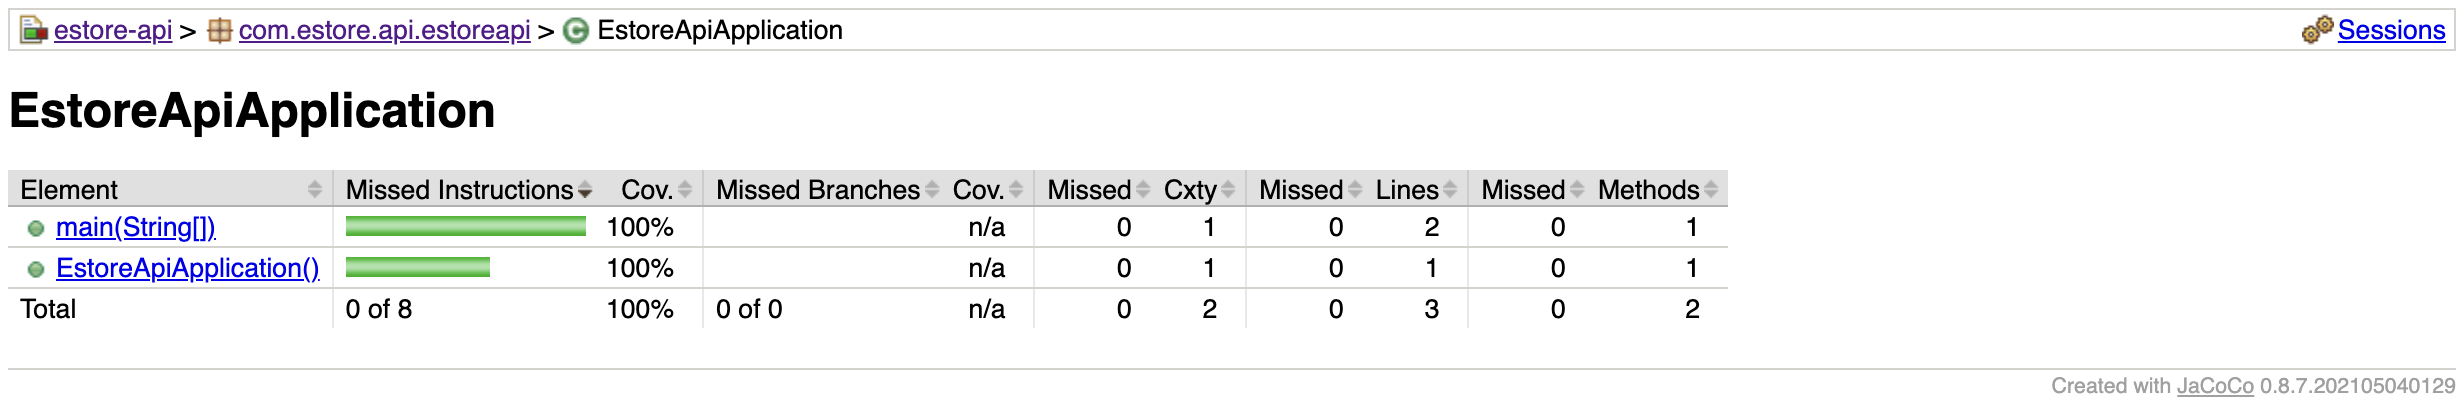 estore-api > com.estore.api.estoreapi > EstoreApiApplication Sessions
EstoreApiApplication
Element Missed Instructions Cov. Missed Branches Cov. Missed Cxty Missed Lines Missed Methods
main(String[]) 100% n/a 0 1 0 2 0 1
EstoreApiApplication() 100% n/a 0 1 0 1 0 1
Total 0 of 8 100% 0 of 0 n/a 0 2 0 3 0 2
Created with JaCoCo 0.8.7.202105040129